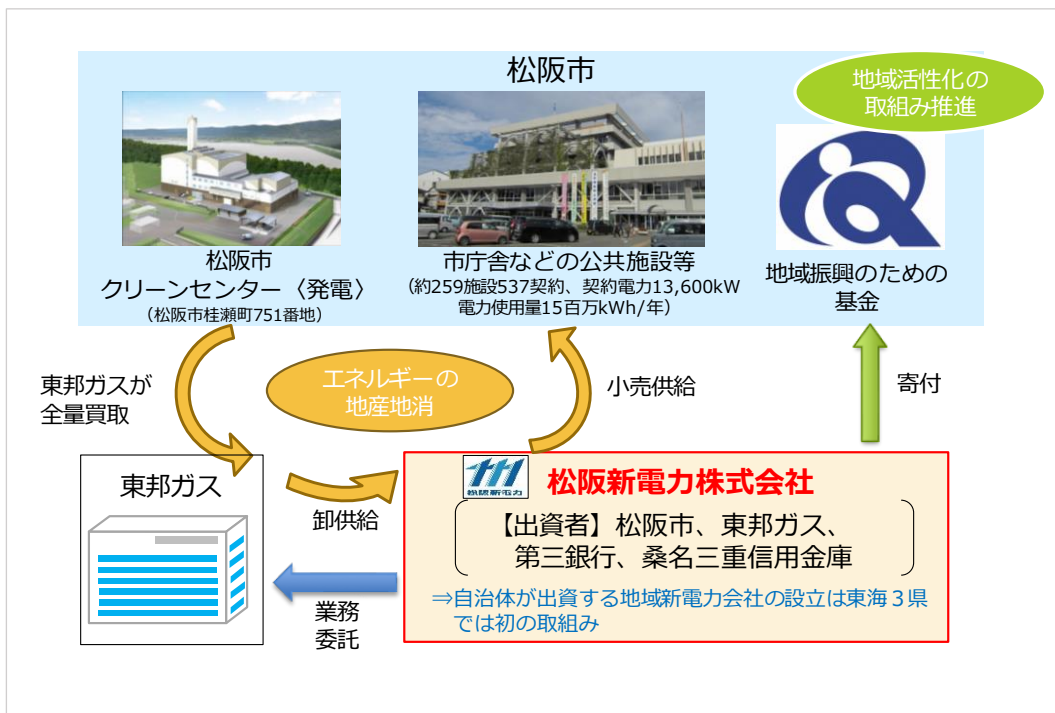 松阪市
地域活性化の
取組み推進
松阪市
クリーンセンター〈発電〉
（松阪市桂瀬町751番地）
市庁舎などの公共施設等
（約259施設537契約、契約電力13,600kW
電力使用量15百万kWh/年）
地域振興のための
基金
東邦ガスが
全量買取
エネルギーの
地産地消
小売供給
寄付
東邦ガス
卸供給
業務
委託
松阪新電力
松阪新電力株式会社
【出資者】松阪市、東邦ガス、
第三銀行、桑名三重信用金庫
⇒自治体が出資する地域新電力会社の設立は東海３県
では初の取組み